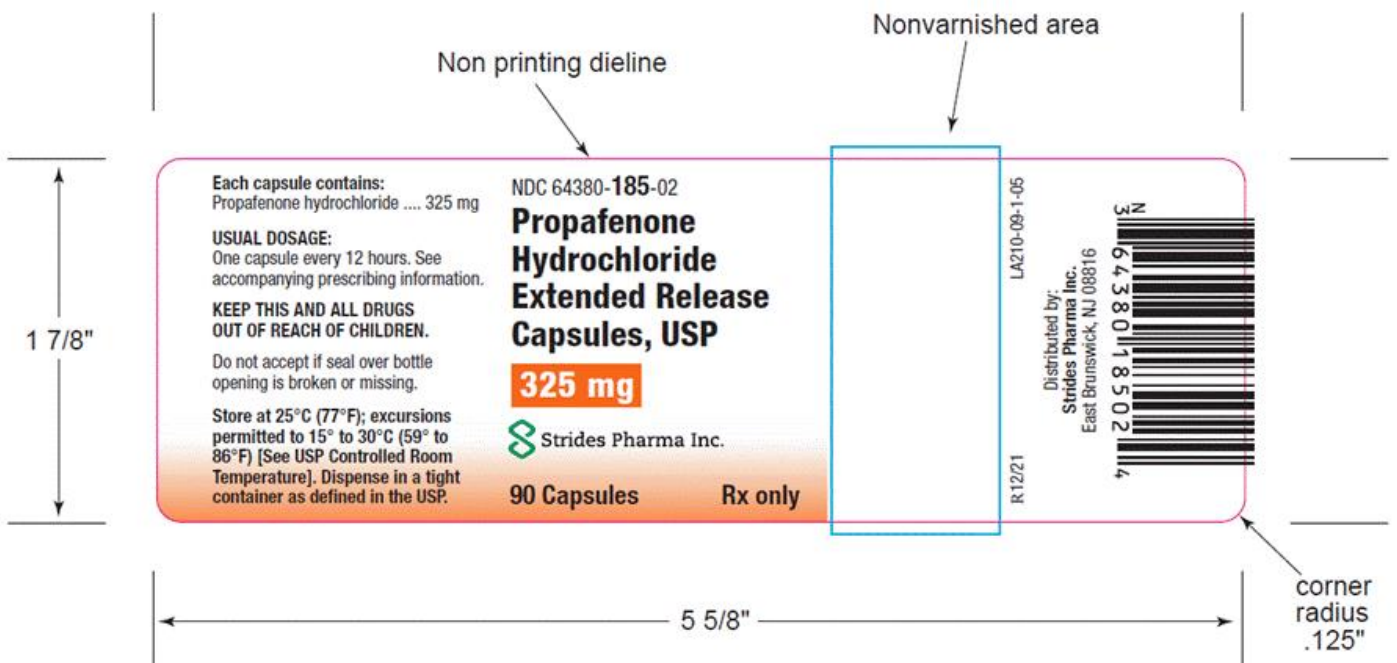 Nonvarnished area
Non printing dieline
1 7/8"
Each capsule contains:
Propafenone hydrochloride .... 325 mg
USUAL DOSAGE:
One capsule every 12 hours. See
accompanying prescribing information.
KEEP THIS AND ALL DRUGS
OUT OF REACH OF CHILDREN.
Do not accept if seal over bottle
opening is broken or missing.
Store at 25°C (77°F); excursions
permitted to 15° to 30°C (59° to
86°F) [See USP Controlled Room
Temperature]. Dispense in a tight
container as defined in the USP.
NDC 64380-185-02
Propafenone
Hydrochloride
Extended Release
Capsules, USP
325 mg
Strides Pharma Inc.
90 Capsules Rx only
R12/21 LA210-09-1-05
Distributed by:
Strides Pharma Inc.
East Brunswick, NJ 08816
N
3 64380 18502 4
corner
radius
.125"
5 5/8"